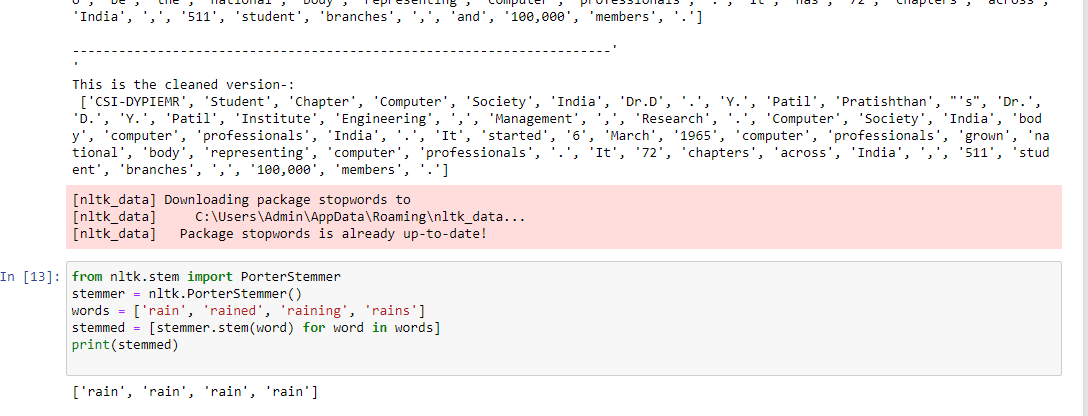 'India', ',', '511', 'student', 'branches', ',', 'and', '100,000', 'members', '.']
----------------------------------------------------------------------'
'
This is the cleaned version-:
['CSI-DYPIEMR', 'Student', 'Chapter', 'Computer', 'Society', 'India', 'Dr.D', '.', 'Y.', 'Patil', 'Pratishthan', "'s", 'Dr.',
'D.', 'Y.', 'Patil', 'Institute', 'Engineering', ',', 'Management', ',', 'Research', '.', 'Computer', 'Society', 'India', 'bod
y', 'computer', 'professionals', 'India', '.', 'It', 'started', '6', 'March', '1965', 'computer', 'professionals', 'grown', 'na
tional', 'body', 'representing', 'computer', 'professionals', '.', 'It', '72', 'chapters', 'across', 'India', ',', '511', 'stud
ent', 'branches', ',', '100,000', 'members', '.']
[nltk_data] Downloading package stopwords to
[nltk_data]     C:\Users\Admin\AppData\Roaming\nltk_data...
[nltk_data]   Package stopwords is already up-to-date!
In [13]: from nltk.stem import PorterStemmer
stemmer = nltk.PorterStemmer()
words = ['rain', 'rained', 'raining', 'rains']
stemmed = [stemmer.stem(word) for word in words]
print(stemmed)
['rain', 'rain', 'rain', 'rain']